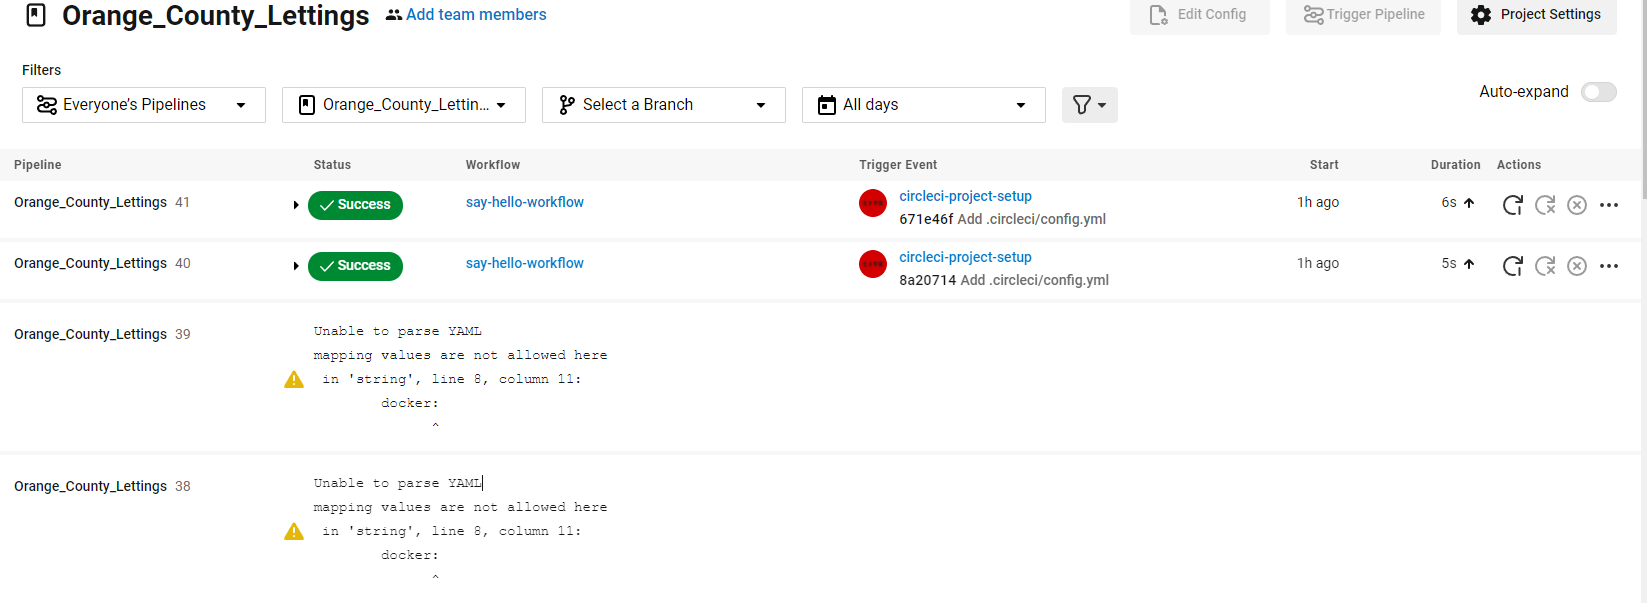 Orange_County_Lettings Add team members Edit Config Trigger Pipeline Project Settings
Filters
Everyone's Pipelines Orange_County_Lettin... Select a Branch All days Auto-expand
Pipeline Status Workflow Trigger Event Start Duration Actions
Orange_County_Lettings 41 Success say-hello-workflow circleci-project-setup 1h ago 6s
671e46f Add .circleci/config.yml
Orange_County_Lettings 40 Success say-hello-workflow circleci-project-setup 1h ago 5s
8a20714 Add .circleci/config.yml
Orange_County_Lettings 39 Unable to parse YAML
mapping values are not allowed here
in 'string', line 8, column 11:
docker:
^
Orange_County_Lettings 38 Unable to parse YAML
mapping values are not allowed here
in 'string', line 8, column 11:
docker:
^